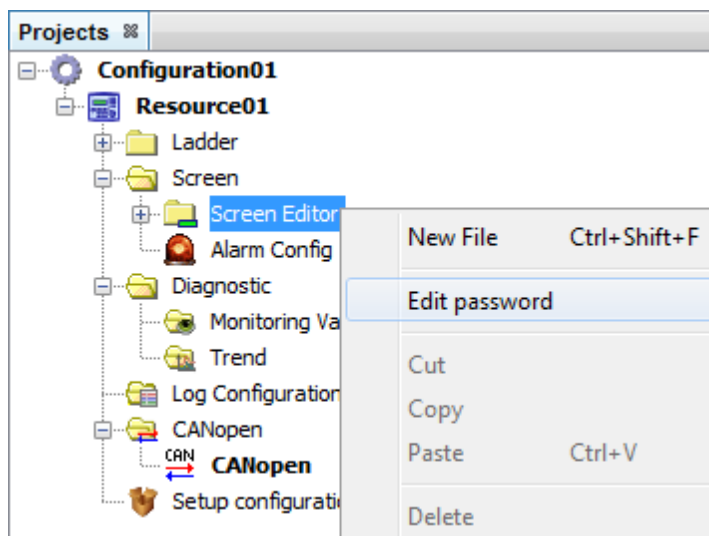 Projects
Configuration01
Resource01
Ladder
Screen
Screen Editor
Alarm Config
Diagnostic
Monitoring Va
Trend
Log Configuration
CANopen
CAN CANopen
Setup configurati
New File Ctrl+Shift+F
Edit password
Cut
Copy
Paste Ctrl+V
Delete